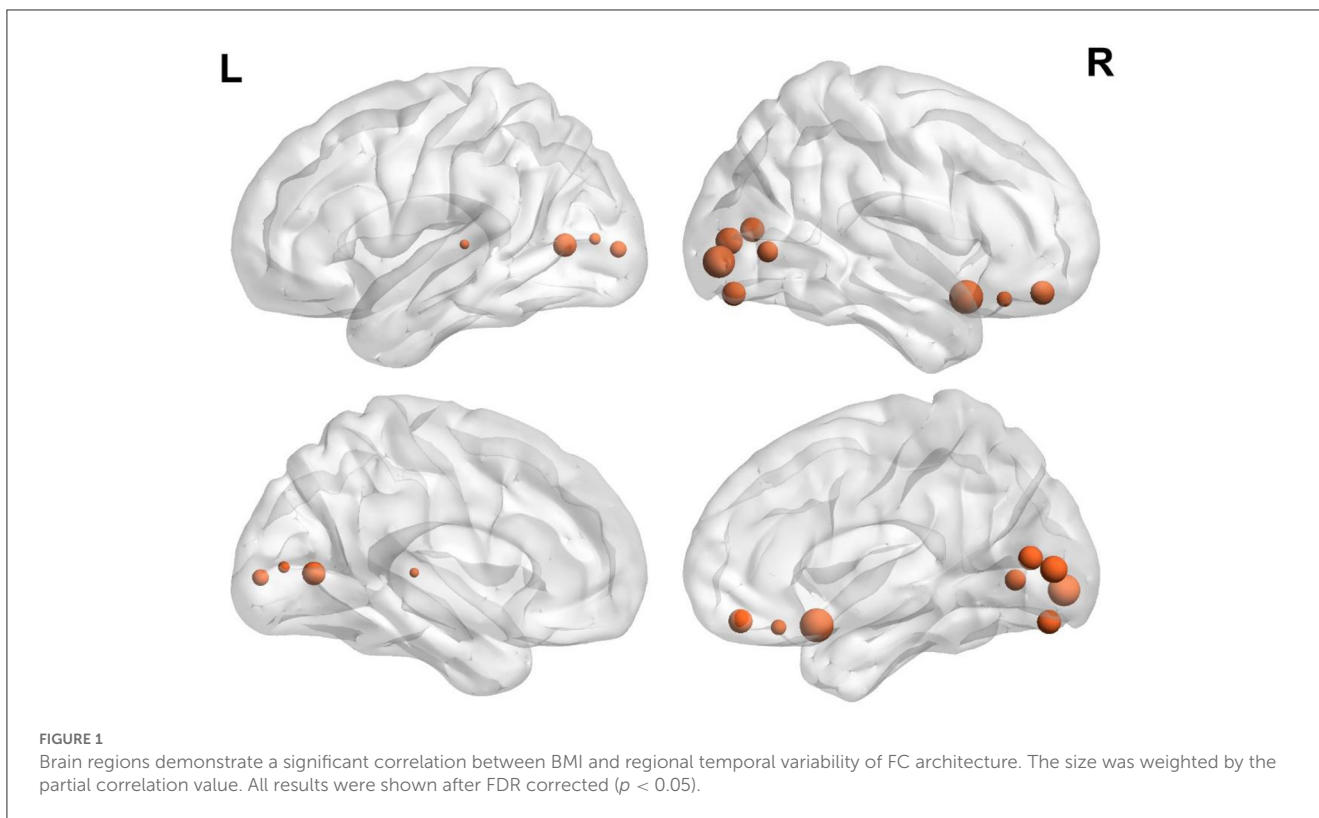 L
R
FIGURE 1
Brain regions demonstrate a significant correlation between BMI and regional temporal variability of FC architecture. The size was weighted by the
partial correlation value. All results were shown after FDR corrected (p < 0.05).